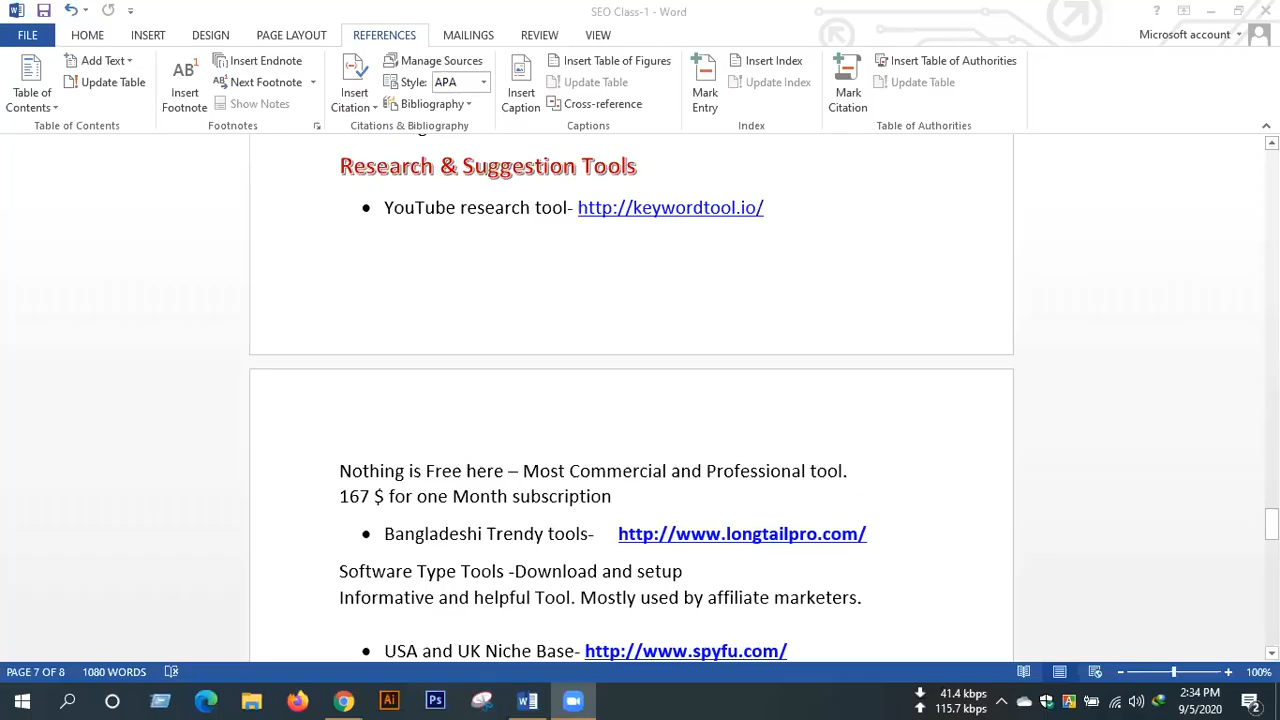 SEO Class-1 - Word
FILE HOME INSERT DESIGN PAGE LAYOUT REFERENCES MAILINGS REVIEW VIEW Microsoft account
Table of Contents
Add Text
Update Table
Table of Contents
AB1 Insert Footnote
Insert Endnote
Next Footnote
Show Notes
Footnotes
Insert Citation
Manage Sources
Style: APA
Bibliography
Citations & Bibliography
Insert Caption
Insert Table of Figures
Update Table
Cross-reference
Captions
Mark Entry
Insert Index
Update Index
Index
Mark Citation
Insert Table of Authorities
Update Table
Table of Authorities
Research & Suggestion Tools
• YouTube research tool- http://keywordtool.io/
Nothing is Free here – Most Commercial and Professional tool.
167 $ for one Month subscription
• Bangladeshi Trendy tools- http://www.longtailpro.com/
Software Type Tools -Download and setup
Informative and helpful Tool. Mostly used by affiliate marketers.
• USA and UK Niche Base- http://www.spyfu.com/
PAGE 7 OF 8 1080 WORDS 100%
41.4 kbps 2:34 PM
115.7 kbps 9/5/2020
Ai Ps 2